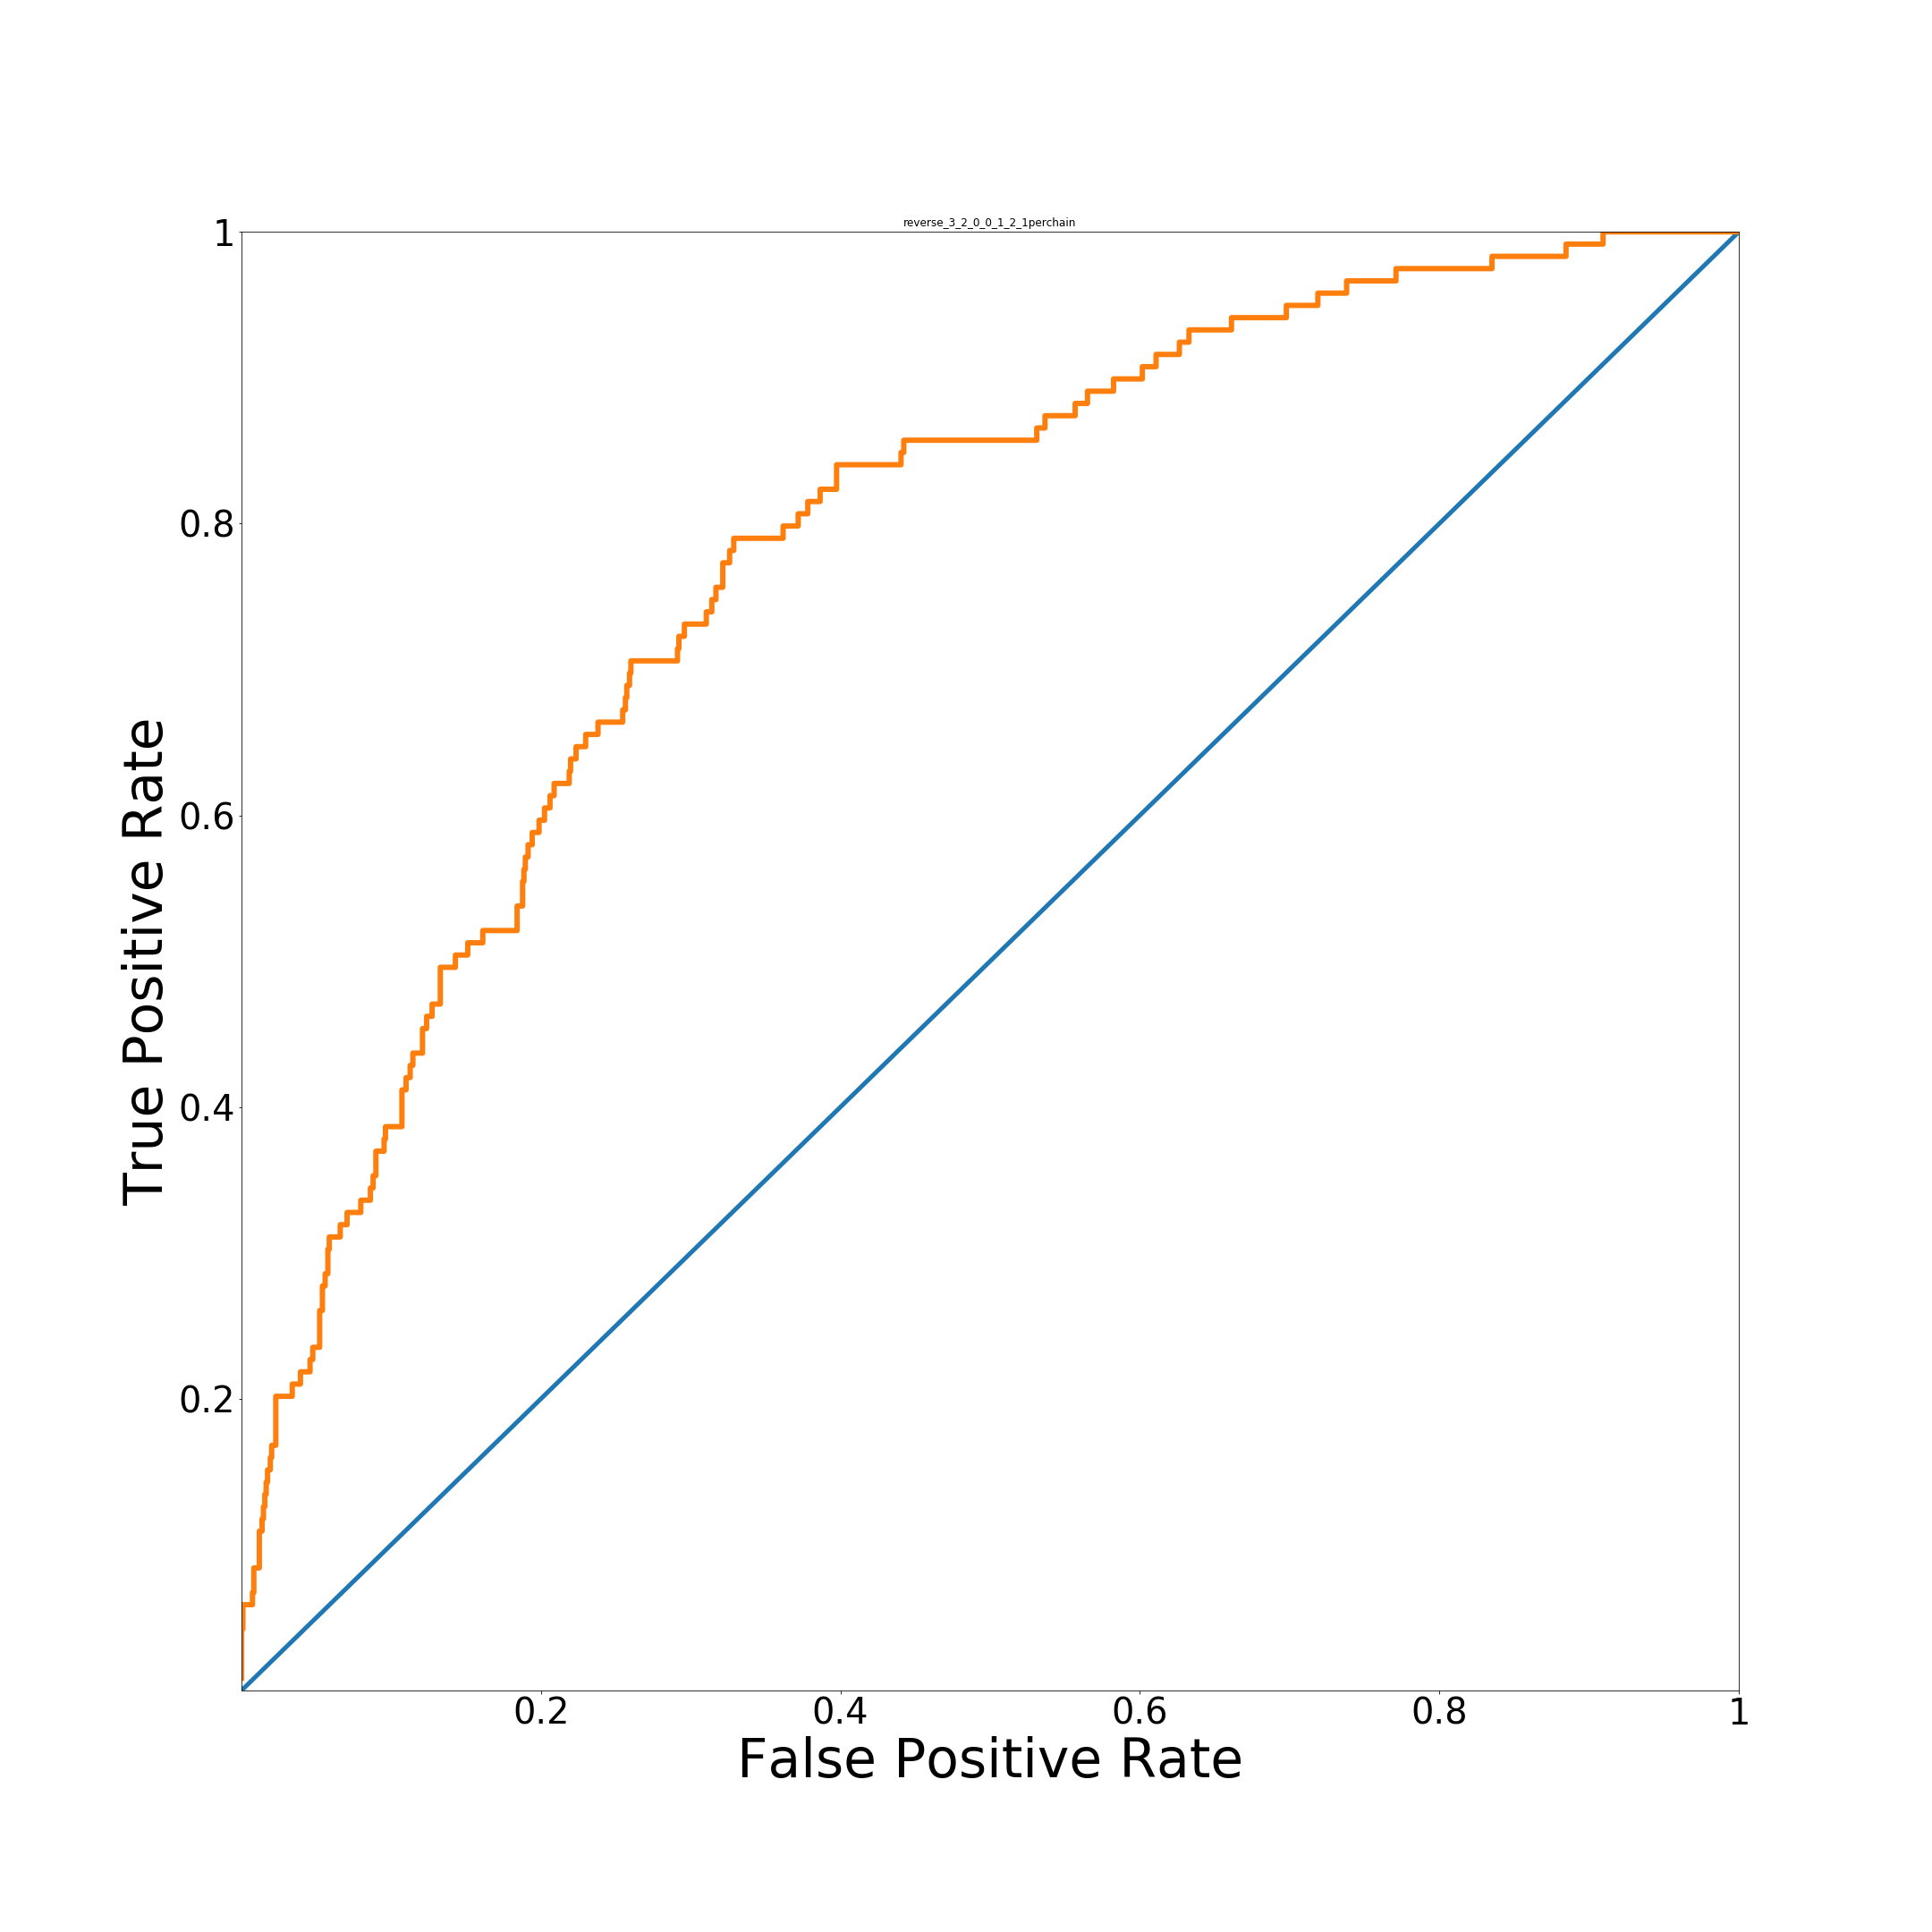 reverse_3_2_0_0_1_2_1perchain
1
0.8
0.6
0.4
0.2
True Positive Rate
0.2 0.4 0.6 0.8 1
False Positive Rate